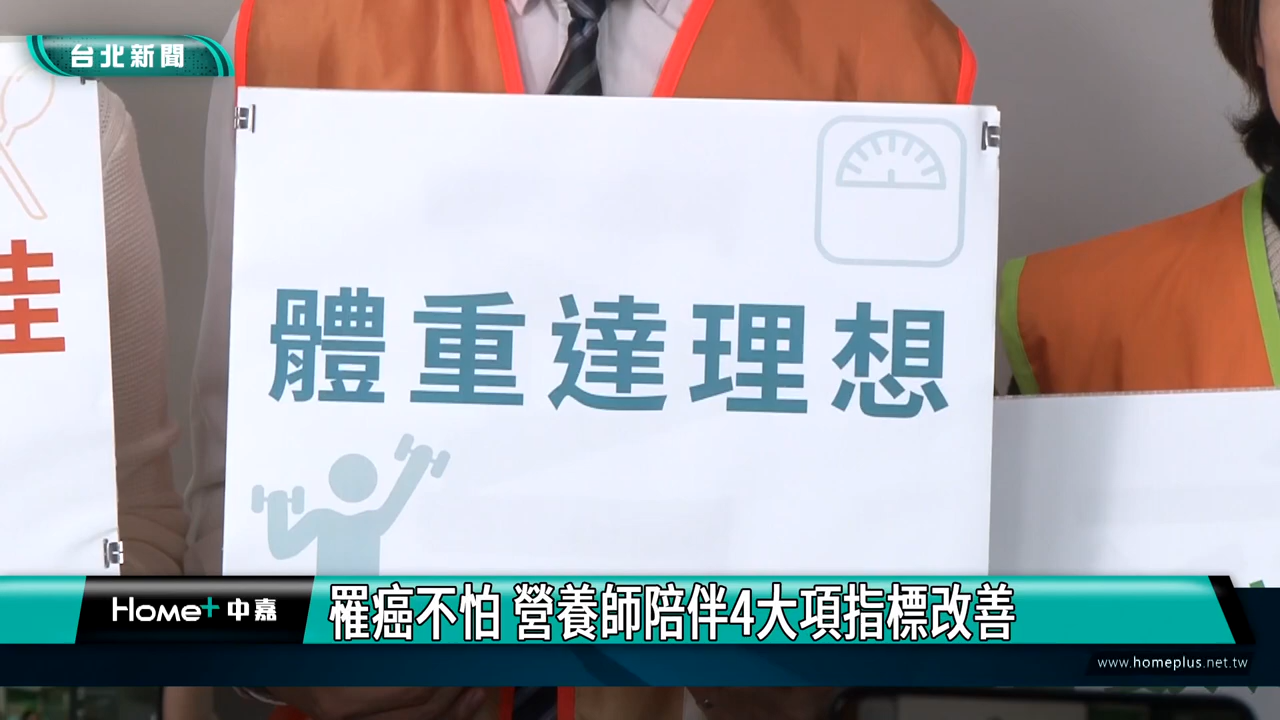 台北新聞
佳
體重達理想
Home+ 中嘉
罹癌不怕 營養師陪伴4大項指標改善
www.homeplus.net.tw